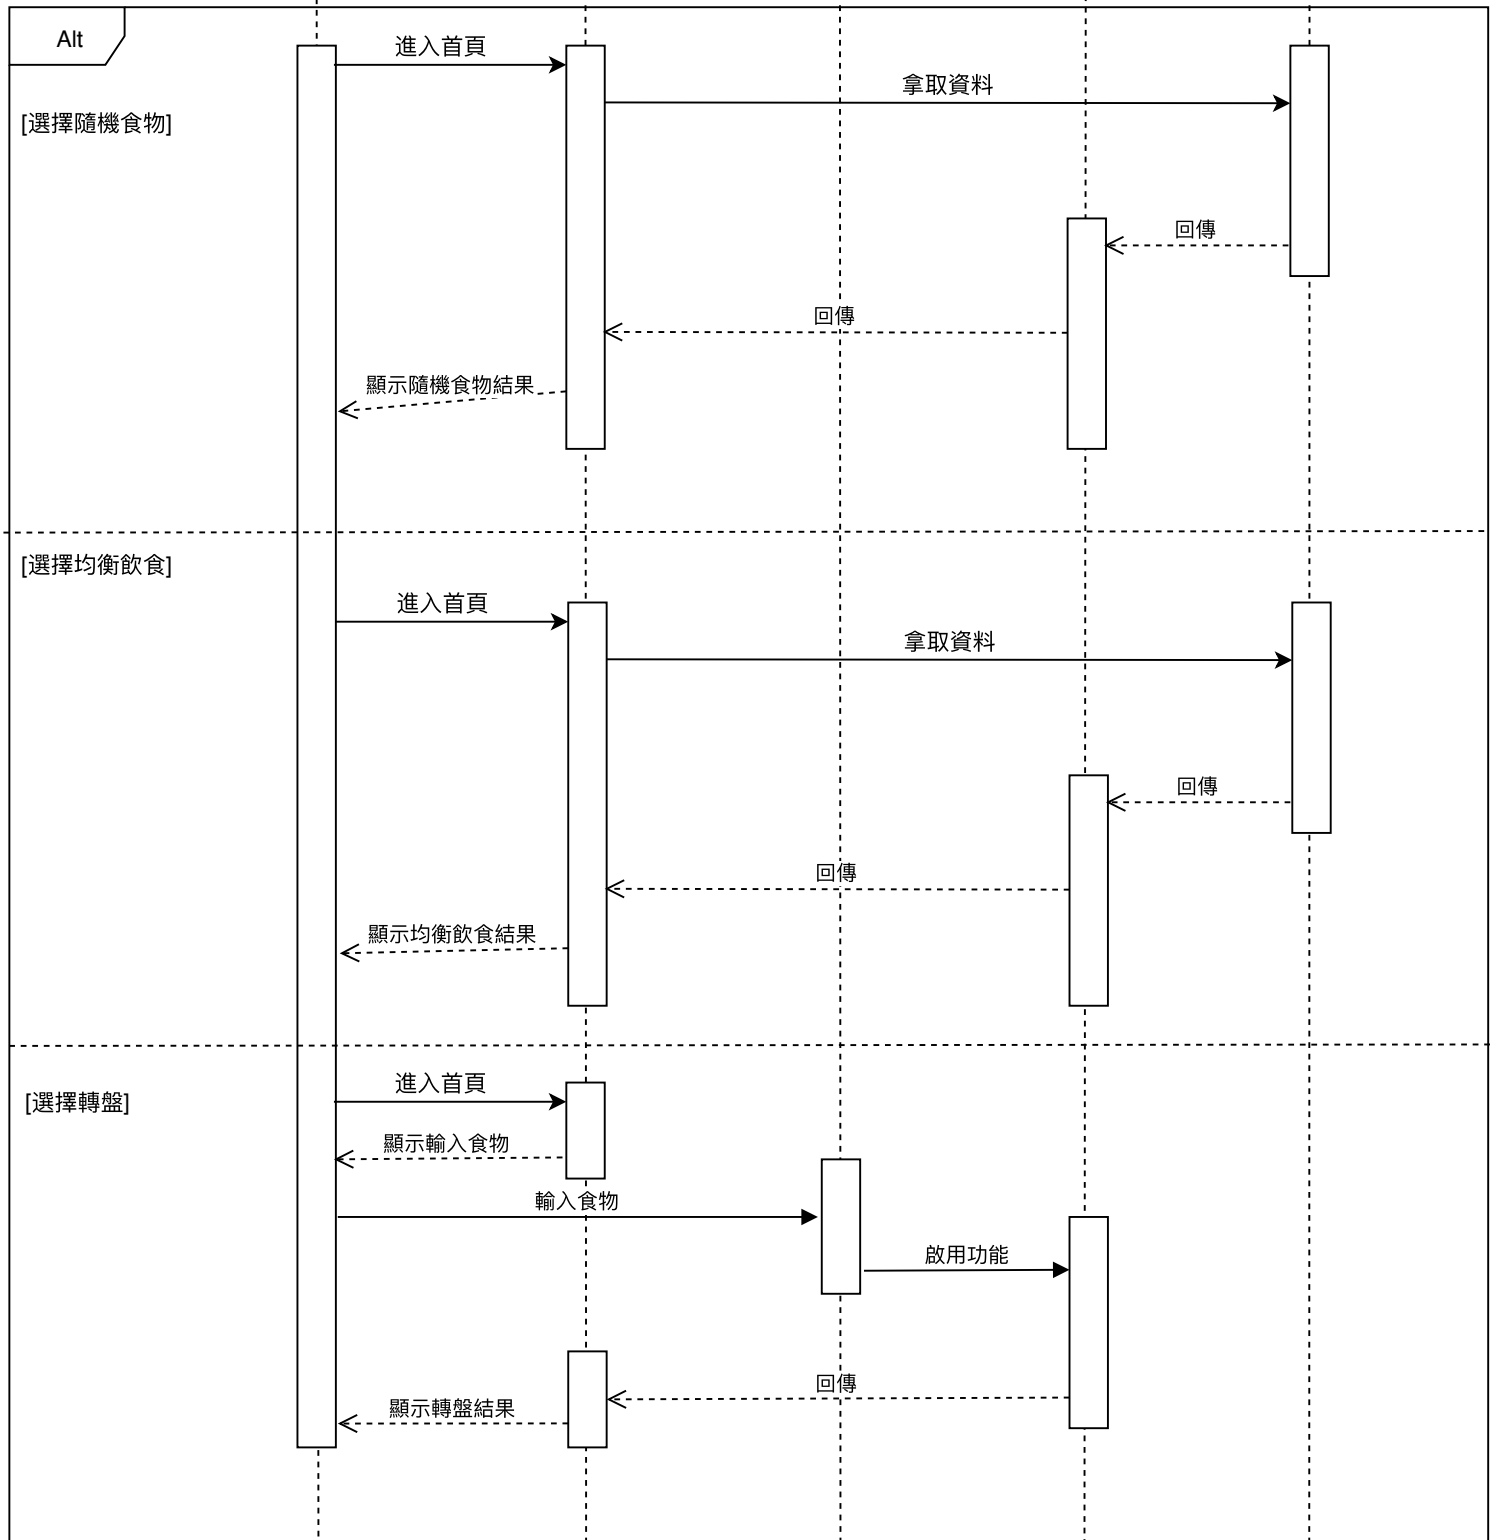 Alt
進入首頁
拿取資料
[選擇隨機食物]
回傳
回傳
顯示隨機食物結果
[選擇均衡飲食]
進入首頁
拿取資料
回傳
回傳
顯示均衡飲食結果
進入首頁
[選擇轉盤]
顯示輸入食物
輸入食物
啟用功能
回傳
顯示轉盤結果